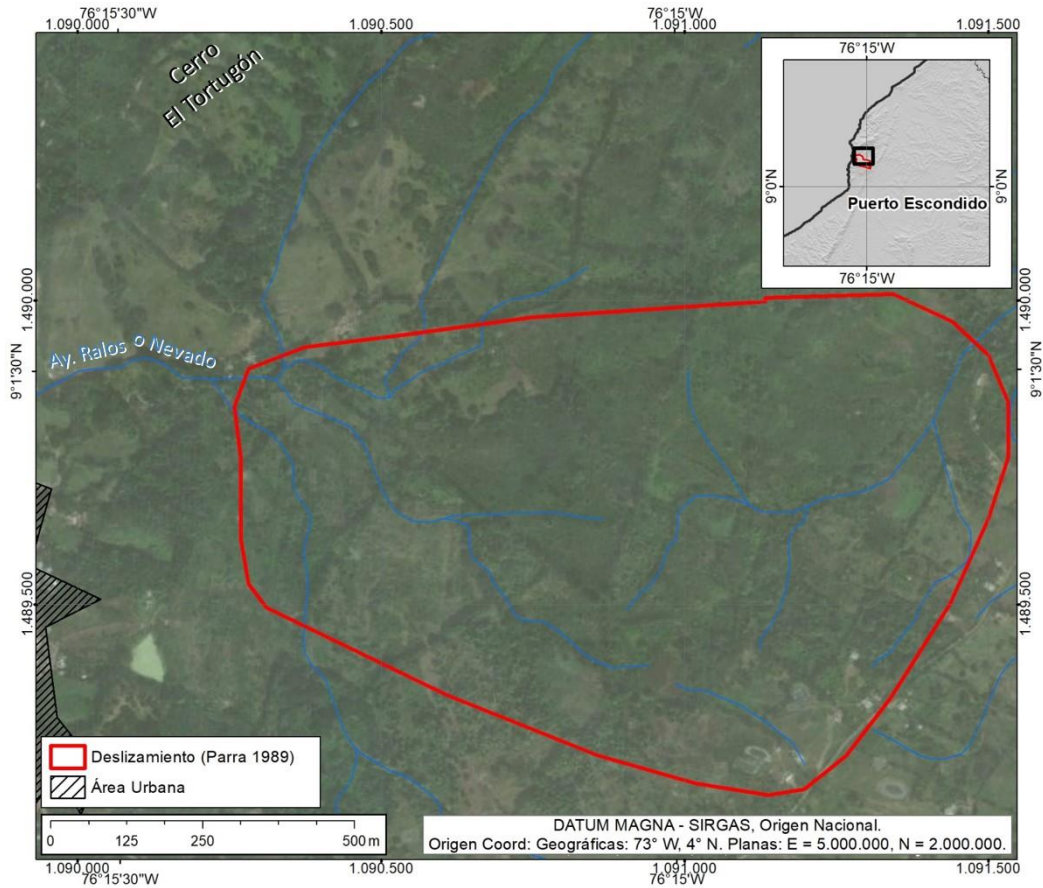 76°15'30"W
76°15'W
1.090.000
1.090.500
1.091.000
1.091.500
Cerro
El Tortugón
76°15'W
9°0'N
9°0'N
Puerto Escondido
76°15'W
1.490.000
1.490.000
Ay. Ralos o Nevado
9°1'30"N
9°1'30"N
1.489.500
1.489.500
Deslizamiento (Parra 1989)
Área Urbana
0
125
250
500 m
DATUM MAGNA - SIRGAS, Origen Nacional.
Origen Coord: Geográficas: 73° W, 4° N. Planas: E = 5.000.000, N = 2.000.000.
1.090.000
1.090.500
1.091.000
1.091.500
76°15'30"W
76°15'W